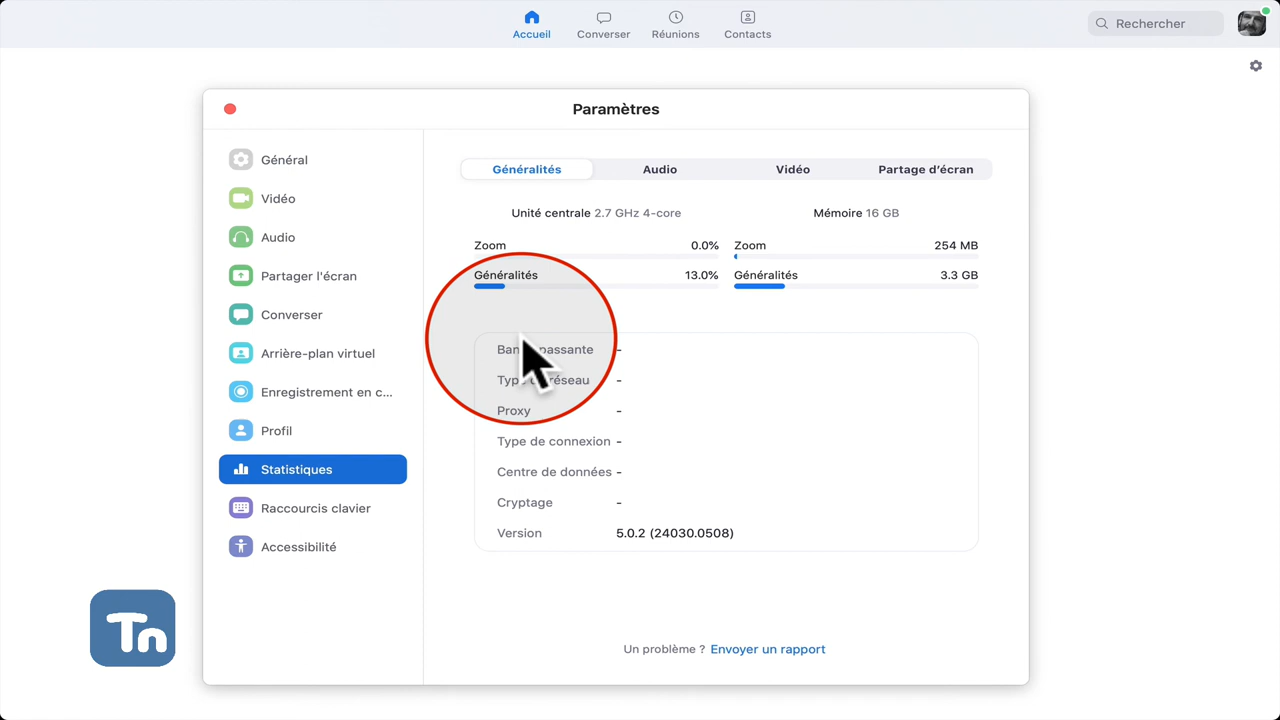 Accueil
Converser
Réunions
Contacts
Rechercher
Paramètres
Général
Vidéo
Audio
Partager l'écran
Converser
Arrière-plan virtuel
Enregistrement en c...
Profil
Statistiques
Raccourcis clavier
Accessibilité
Généralités Audio Vidéo Partage d'écran
Unité centrale 2.7 GHz 4-core Mémoire 16 GB
Zoom 0.0% Zoom 254 MB
Généralités 13.0% Généralités 3.3 GB
Bande passante -
Type de réseau -
Proxy -
Type de connexion -
Centre de données -
Cryptage -
Version 5.0.2 (24030.0508)
Un problème ? Envoyer un rapport
Tn